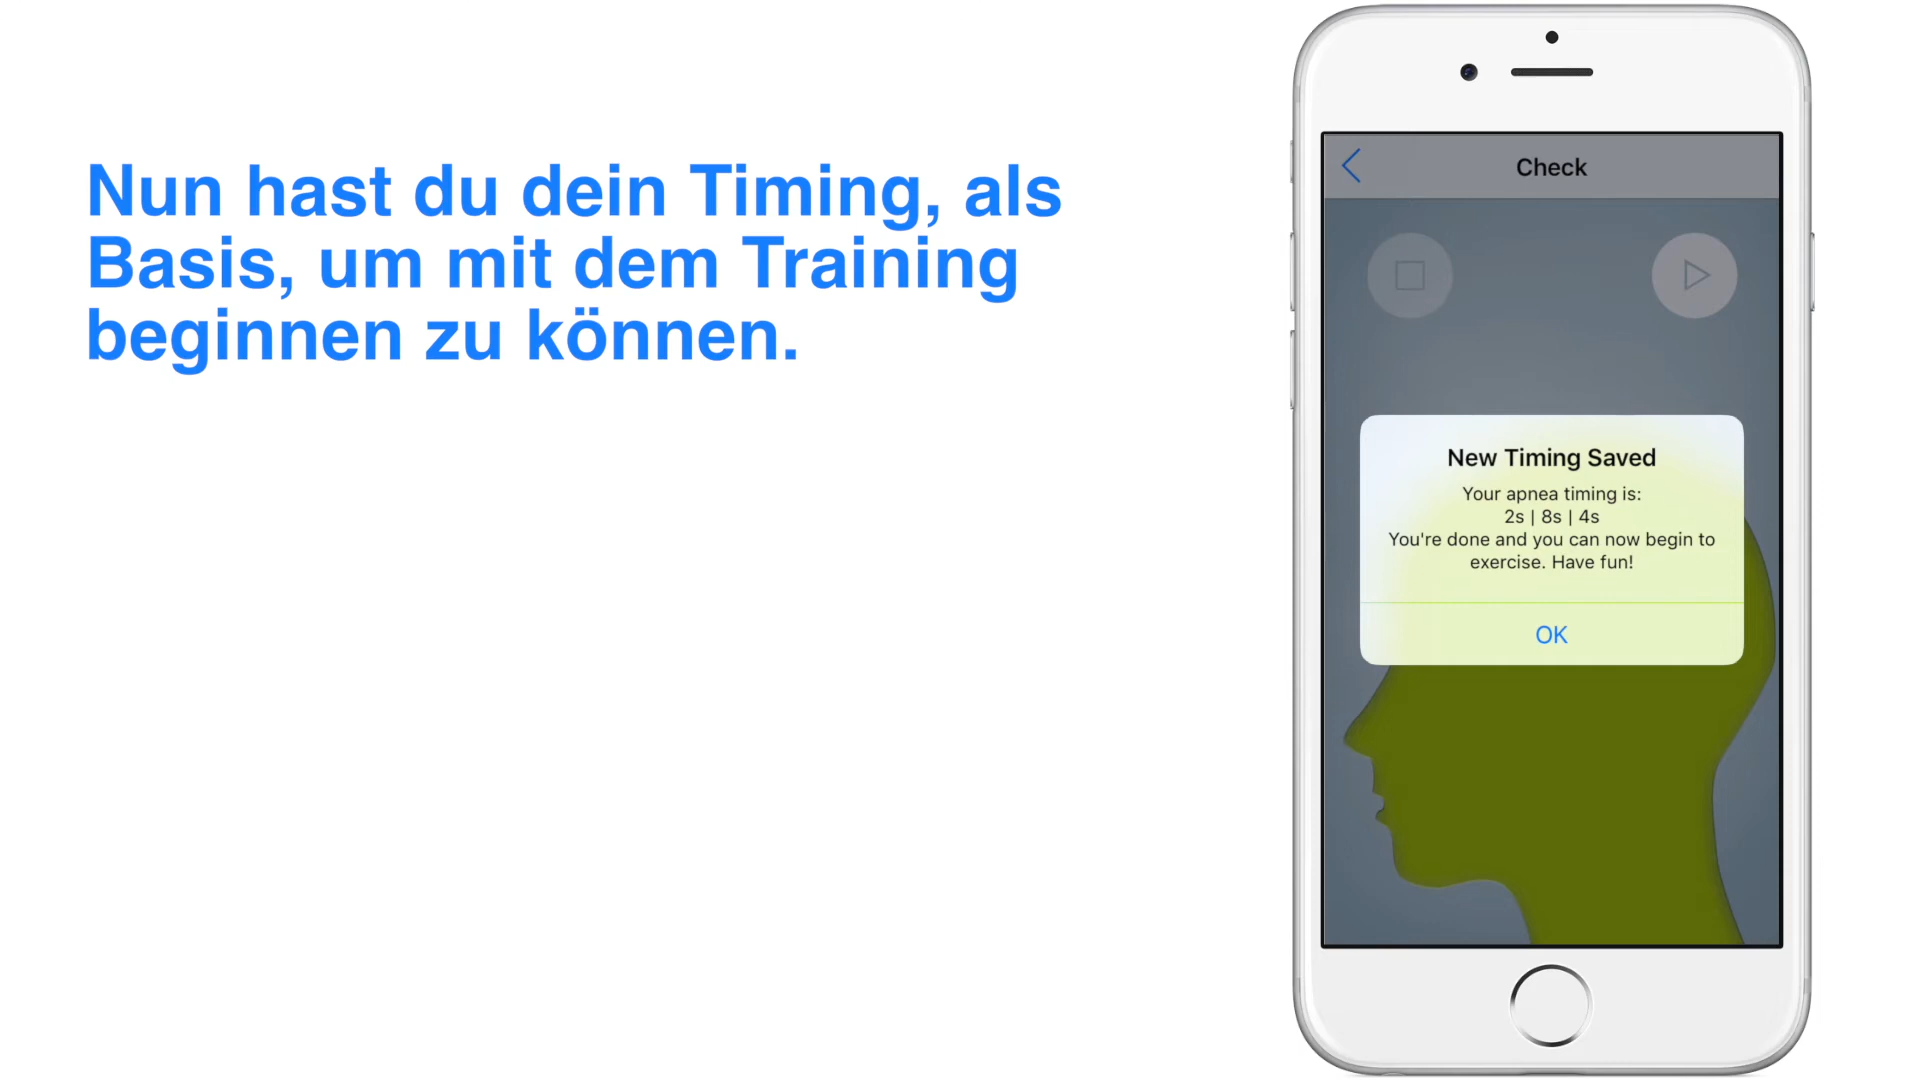 Nun hast du dein Timing, als
Basis, um mit dem Training
beginnen zu können.
Check
New Timing Saved
Your apnea timing is:
2s | 8s | 4s
You're done and you can now begin to
exercise. Have fun!
OK